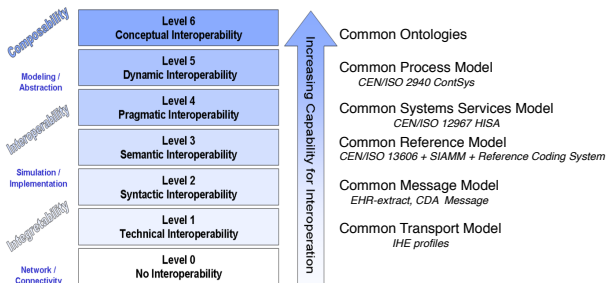 Composability
Modeling /
Abstraction
Interoperability
Simulation /
Implementation
Integretability
Network /
Connectivity
Level 6
Conceptual Interoperability
Level 5
Dynamic Interoperability
Level 4
Pragmatic Interoperability
Level 3
Semantic Interoperability
Level 2
Syntactic Interoperability
Level 1
Technical Interoperability
Level 0
No Interoperability
Increasing Capability for Interoperation
Common Ontologies
Common Process Model
CEN/ISO 2940 ContSys
Common Systems Services Model
CEN/ISO 12967 HISA
Common Reference Model
CEN/ISO 13606 + SIAMM + Reference Coding System
Common Message Model
EHR-extract, CDA Message
Common Transport Model
IHE profiles